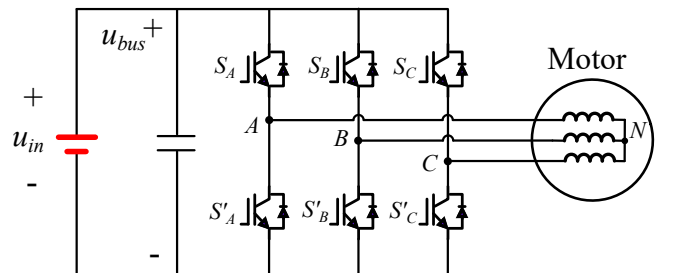 u_bus +
S_A
S_B
S_C
Motor
+
u_in
-
A
B
C
N
S'_A
S'_B
S'_C
-